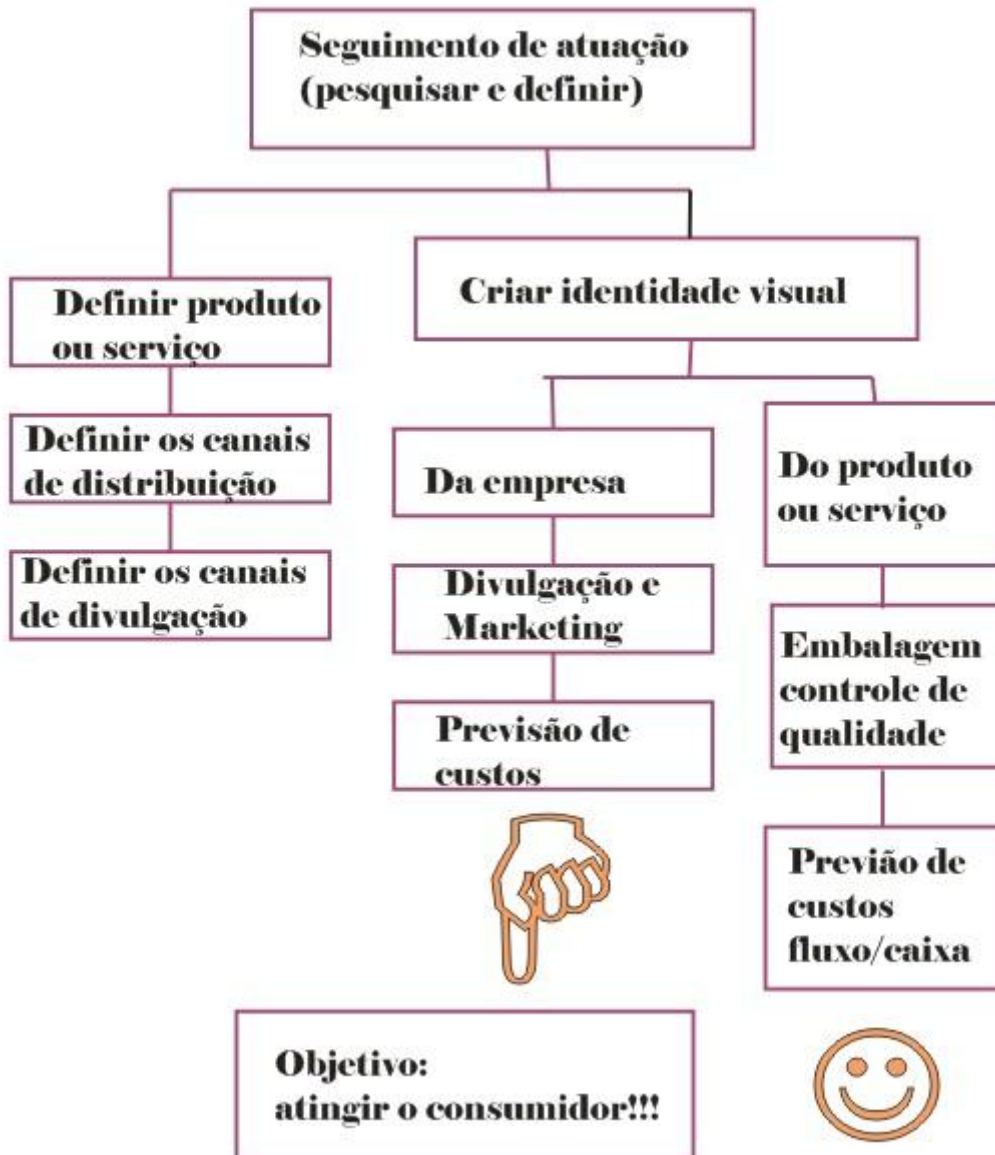 Seguimento de atuação
(pesquisar e definir)
Definir produto
ou serviço
Criar identidade visual
Definir os canais
de distribuição
Definir os canais
de divulgação
Da empresa
Divulgação e
Marketing
Previsão de
custos
Do produto
ou serviço
Embalagem
controle de
qualidade
Previão de
custos
fluxo/caixa
Objetivo:
atingir o consumidor!!!